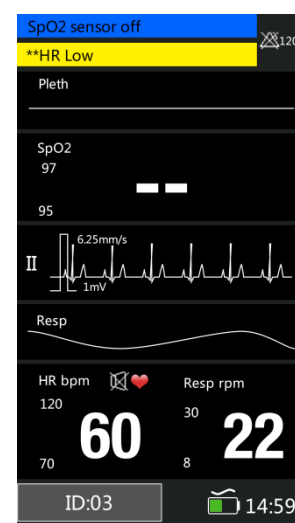 SpO2 sensor off
120
**HR Low
Pleth
SpO2
97
--
95
6.25mm/s
II
1mV
Resp
HR bpm
Resp rpm
120
30
60
22
70
8
ID:03
14:59